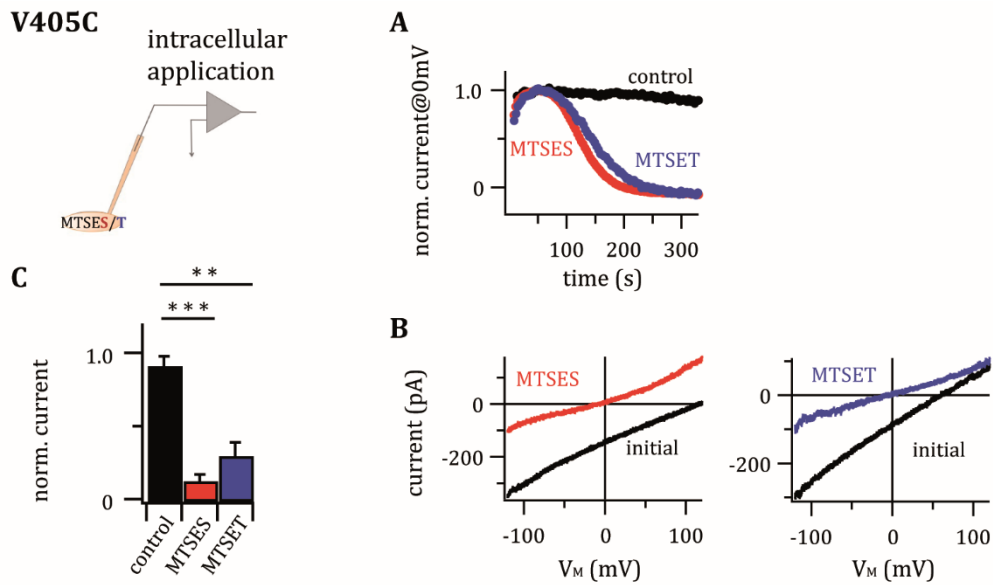 V405C
intracellular
application
MTSES/T
A
norm. current@0mV
1.0
0
control
MTSES
MTSET
100
200
300
time (s)
C
** 
***
norm. current
1.0
0
control
MTSES
MTSET
B
current (pA)
0
-200
MTSES
initial
-100
0
100
VM (mV)
0
-200
MTSET
initial
-100
0
100
VM (mV)